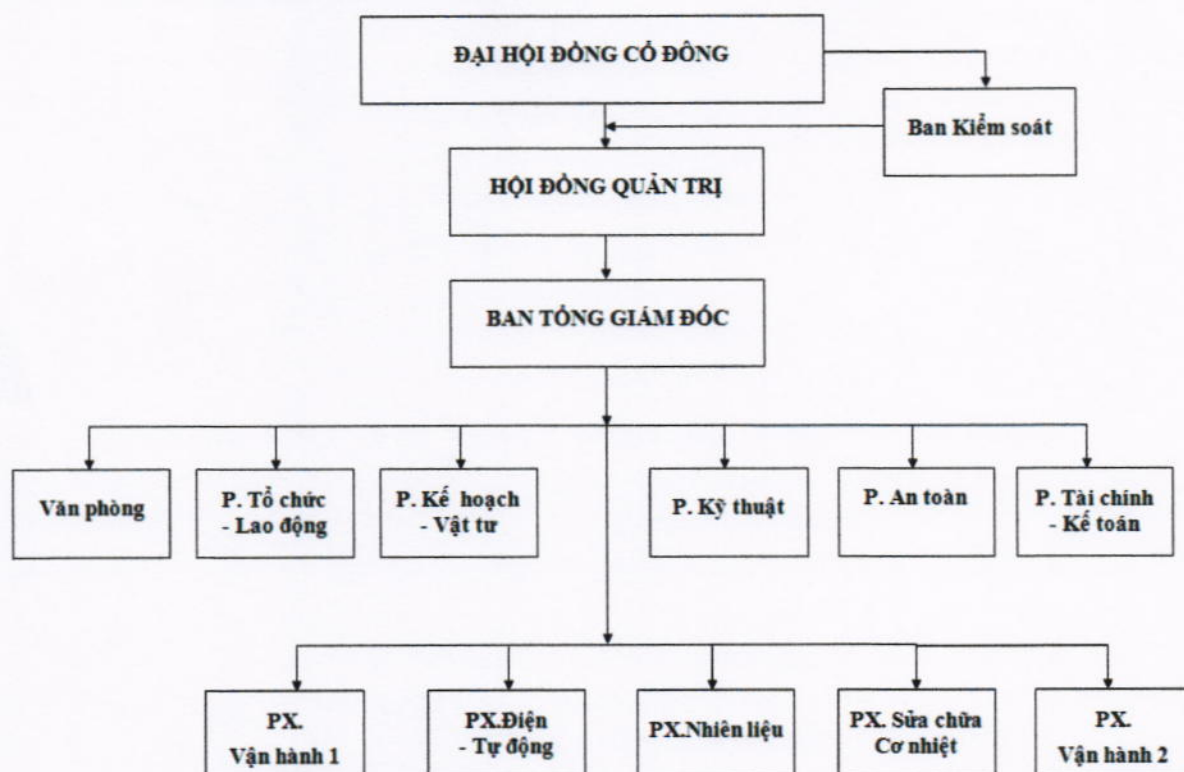 ĐẠI HỘI ĐỒNG CỔ ĐÔNG
Ban Kiểm soát
HỘI ĐỒNG QUẢN TRỊ
BAN TỔNG GIÁM ĐỐC
Văn phòng
P. Tổ chức
- Lao động
P. Kế hoạch
- Vật tư
P. Kỹ thuật
P. An toàn
P. Tài chính
- Kế toán
PX.
Vận hành 1
PX.Điện
- Tự động
PX.Nhiên liệu
PX. Sửa chữa
Cơ nhiệt
PX.
Vận hành 2